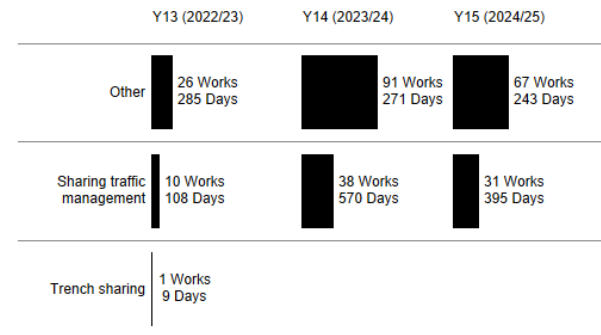 Y13 (2022/23) Y14 (2023/24) Y15 (2024/25)
Other
26 Works
285 Days
91 Works
271 Days
67 Works
243 Days
Sharing traffic
management
10 Works
108 Days
38 Works
570 Days
31 Works
395 Days
Trench sharing
1 Works
9 Days